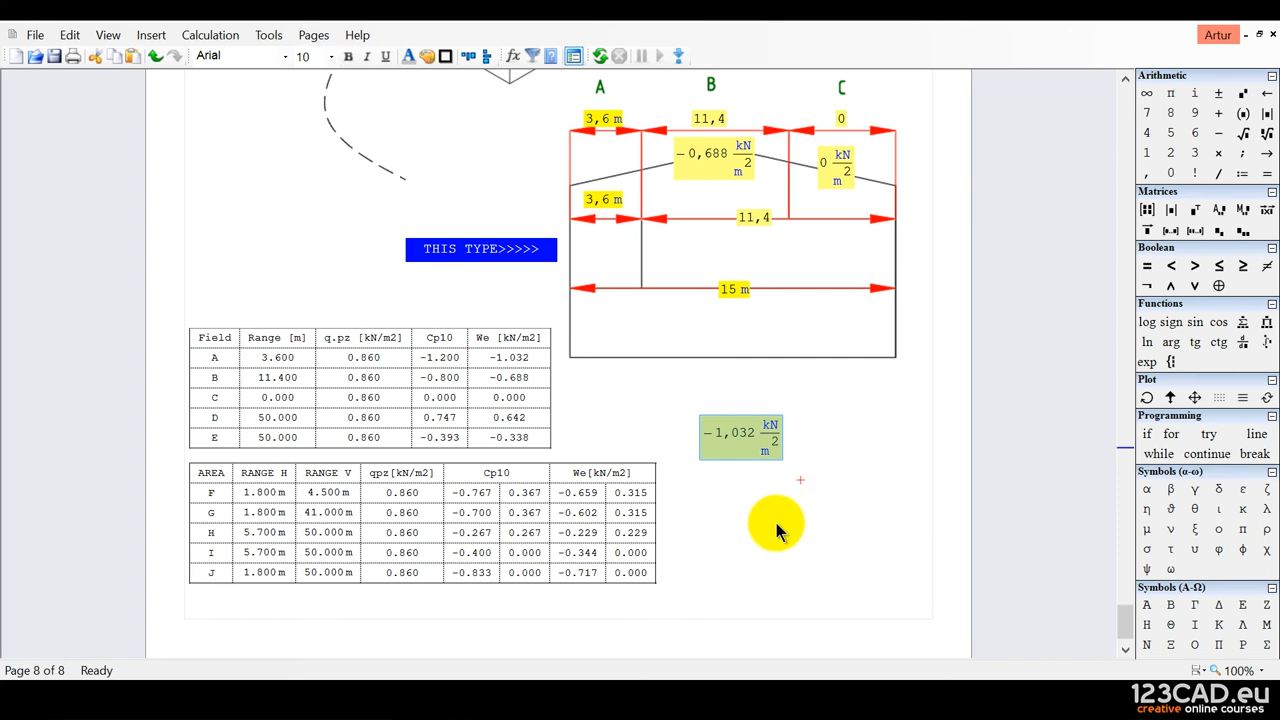 File Edit View Insert Calculation Tools Pages Help
Artur
Arial 10
A B C
3,6 m 11,4 0
−0,688 kN/m2
0 kN/m2
3,6 m 11,4
THIS TYPE>>>>>
15 m
Field Range [m] q.pz [kN/m2] Cp10 We [kN/m2]
A 3.600 0.860 -1.200 -1.032
B 11.400 0.860 -0.800 -0.688
C 0.000 0.860 0.000 0.000
D 50.000 0.860 0.747 0.642
E 50.000 0.860 -0.393 -0.338
−1,032 kN/m2
AREA RANGE H RANGE V qpz[kN/m2] Cp10 We[kN/m2]
F 1.800 m 4.500 m 0.860 -0.767 0.367 -0.659 0.315
G 1.800 m 41.000 m 0.860 -0.700 0.367 -0.602 0.315
H 5.700 m 50.000 m 0.860 -0.267 0.267 -0.229 0.229
I 5.700 m 50.000 m 0.860 -0.400 0.000 -0.344 0.000
J 1.800 m 50.000 m 0.860 -0.833 0.000 -0.717 0.000
Arithmetic
∞ π i ±
7 8 9 +
4 5 6 −
1 2 3 × ;
, 0 ! / := =
Matrices
Boolean
= < > ≤ ≥ ≠
¬ ∧ ∨ ⊕
Functions
log sign sin cos
ln arg tg ctg
exp
Plot
Programming
if for try line
while continue break
Symbols (α-ω)
α β γ δ ε ζ
η ϑ θ ι κ λ
μ ν ξ ο π ρ
σ τ υ φ χ
ψ ω
Symbols (Α-Ω)
Α Β Γ Δ Ε Ζ
Η Θ Ι Κ Λ Μ
Ν Ξ Ο Π Ρ Σ
Page 8 of 8 Ready
100%
123CAD.eu
creative online courses